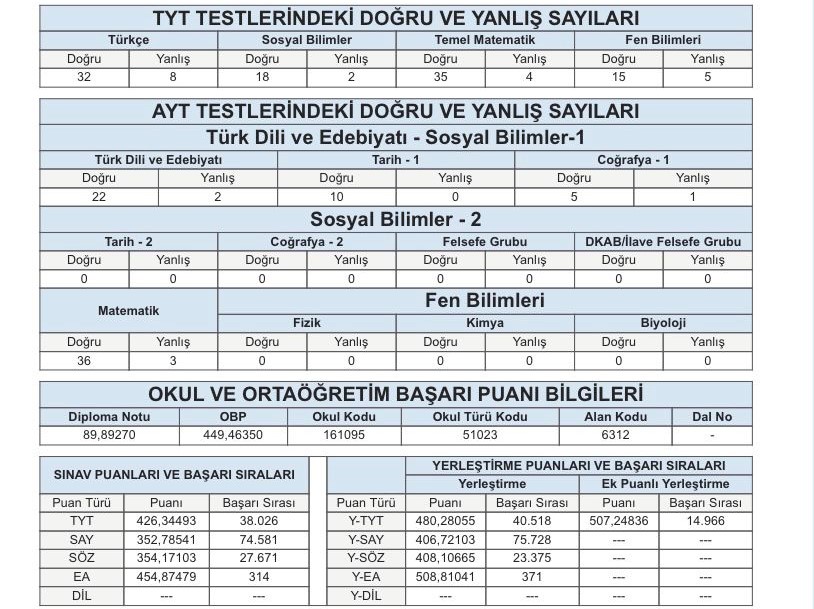 TYT TESTLERİNDEKİ DOĞRU VE YANLIŞ SAYILARI
Türkçe Sosyal Bilimler Temel Matematik Fen Bilimleri
Doğru Yanlış Doğru Yanlış Doğru Yanlış Doğru Yanlış
32 8 18 2 35 4 15 5
AYT TESTLERİNDEKİ DOĞRU VE YANLIŞ SAYILARI
Türk Dili ve Edebiyatı - Sosyal Bilimler-1
Türk Dili ve Edebiyatı Tarih - 1 Coğrafya - 1
Doğru Yanlış Doğru Yanlış Doğru Yanlış
22 2 10 0 5 1
Sosyal Bilimler - 2
Tarih - 2 Coğrafya - 2 Felsefe Grubu DKAB/İlave Felsefe Grubu
Doğru Yanlış Doğru Yanlış Doğru Yanlış Doğru Yanlış
0 0 0 0 0 0 0 0
Matematik Fen Bilimleri
Fizik Kimya Biyoloji
Doğru Yanlış Doğru Yanlış Doğru Yanlış Doğru Yanlış
36 3 0 0 0 0 0 0
OKUL VE ORTAÖĞRETİM BAŞARI PUANI BİLGİLERİ
Diploma Notu OBP Okul Kodu Okul Türü Kodu Alan Kodu Dal No
89,89270 449,46350 161095 51023 6312 -
SINAV PUANLARI VE BAŞARI SIRALARI
Puan Türü Puanı Başarı Sırası
TYT 426,34493 38.026
SAY 352,78541 74.581
SÖZ 354,17103 27.671
EA 454,87479 314
DİL --- ---
YERLEŞTİRME PUANLARI VE BAŞARI SIRALARI
Yerleştirme Ek Puanlı Yerleştirme
Puan Türü Puanı Başarı Sırası Puanı Başarı Sırası
Y-TYT 480,28055 40.518 507,24836 14.966
Y-SAY 406,72103 75.728 --- ---
Y-SÖZ 408,10665 23.375 --- ---
Y-EA 508,81041 371 --- ---
Y-DİL --- --- --- ---